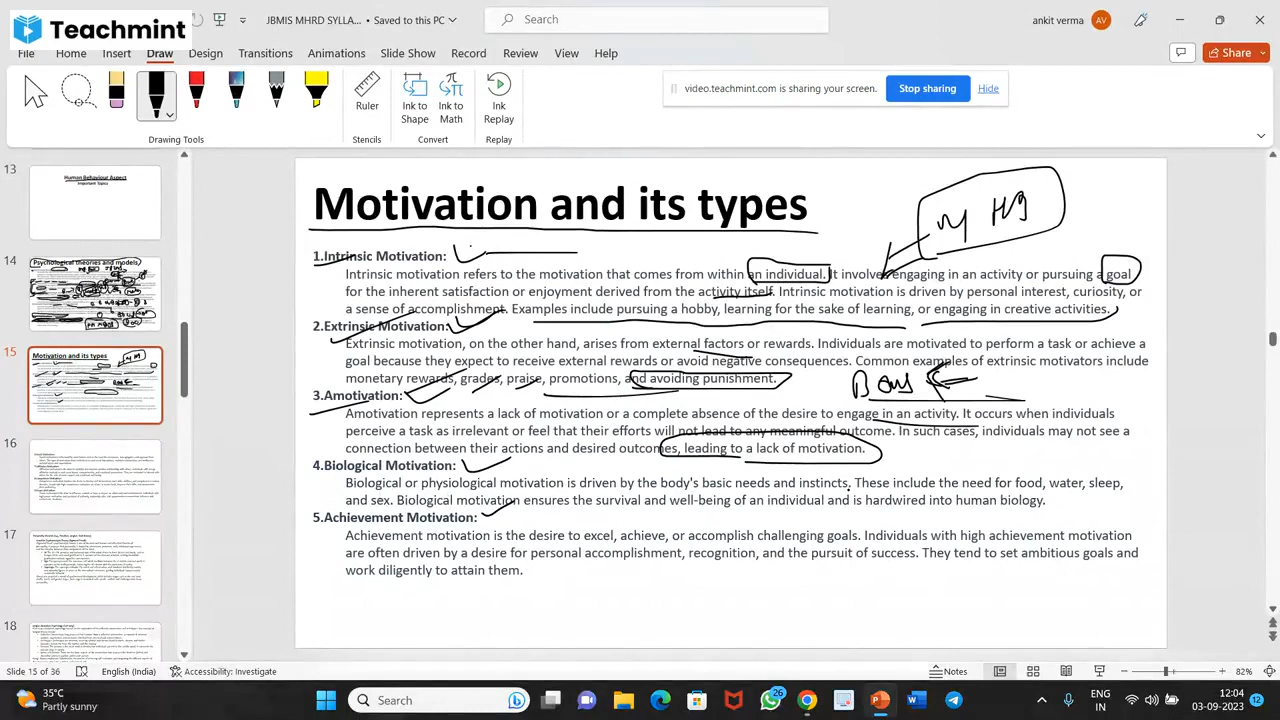 Teachmint
JBMIS MHRD SYLLA... • Saved to this PC
Search
ankit verma
AV
File Home Insert Draw Design Transitions Animations Slide Show Record Review View Help
Share
Ruler
Ink to Shape
Ink to Math
Ink Replay
video.teachmint.com is sharing your screen.
Stop sharing
Hide
Drawing Tools
Stencils
Convert
Replay
13
Human Behaviour Aspect
Important Topics
14
Psychological theories and models
15
Motivation and its types
16
17
18
Motivation and its types
1.Intrinsic Motivation:
Intrinsic motivation refers to the motivation that comes from within an individual. It involves engaging in an activity or pursuing a goal
for the inherent satisfaction or enjoyment derived from the activity itself. Intrinsic motivation is driven by personal interest, curiosity, or
a sense of accomplishment. Examples include pursuing a hobby, learning for the sake of learning, or engaging in creative activities.
2.Extrinsic Motivation:
Extrinsic motivation, on the other hand, arises from external factors or rewards. Individuals are motivated to perform a task or achieve a
goal because they expect to receive external rewards or avoid negative consequences. Common examples of extrinsic motivators include
monetary rewards, grades, praise, promotions, and avoiding punishment.
3.Amotivation:
Amotivation represents a lack of motivation or a complete absence of the desire to engage in an activity. It occurs when individuals
perceive a task as irrelevant or feel that their efforts will not lead to any meaningful outcome. In such cases, individuals may not see a
connection between their actions and desired outcomes, leading to a lack of motivation.
4.Biological Motivation:
Biological or physiological motivation is driven by the body's basic needs and instincts. These include the need for food, water, sleep,
and sex. Biological motivation ensures the survival and well-being of an individual and is hardwired into human biology.
5.Achievement Motivation:
Achievement motivation is the desire to excel, achieve, or accomplish challenging goals. Individuals with high achievement motivation
are often driven by a desire for personal accomplishment, recognition, and the pursuit of success. They tend to set ambitious goals and
work diligently to attain them.
Slide 15 of 36
English (India)
Accessibility: Investigate
Notes
82%
35°C
Partly sunny
Search
26
ENG
IN
12:04
03-09-2023